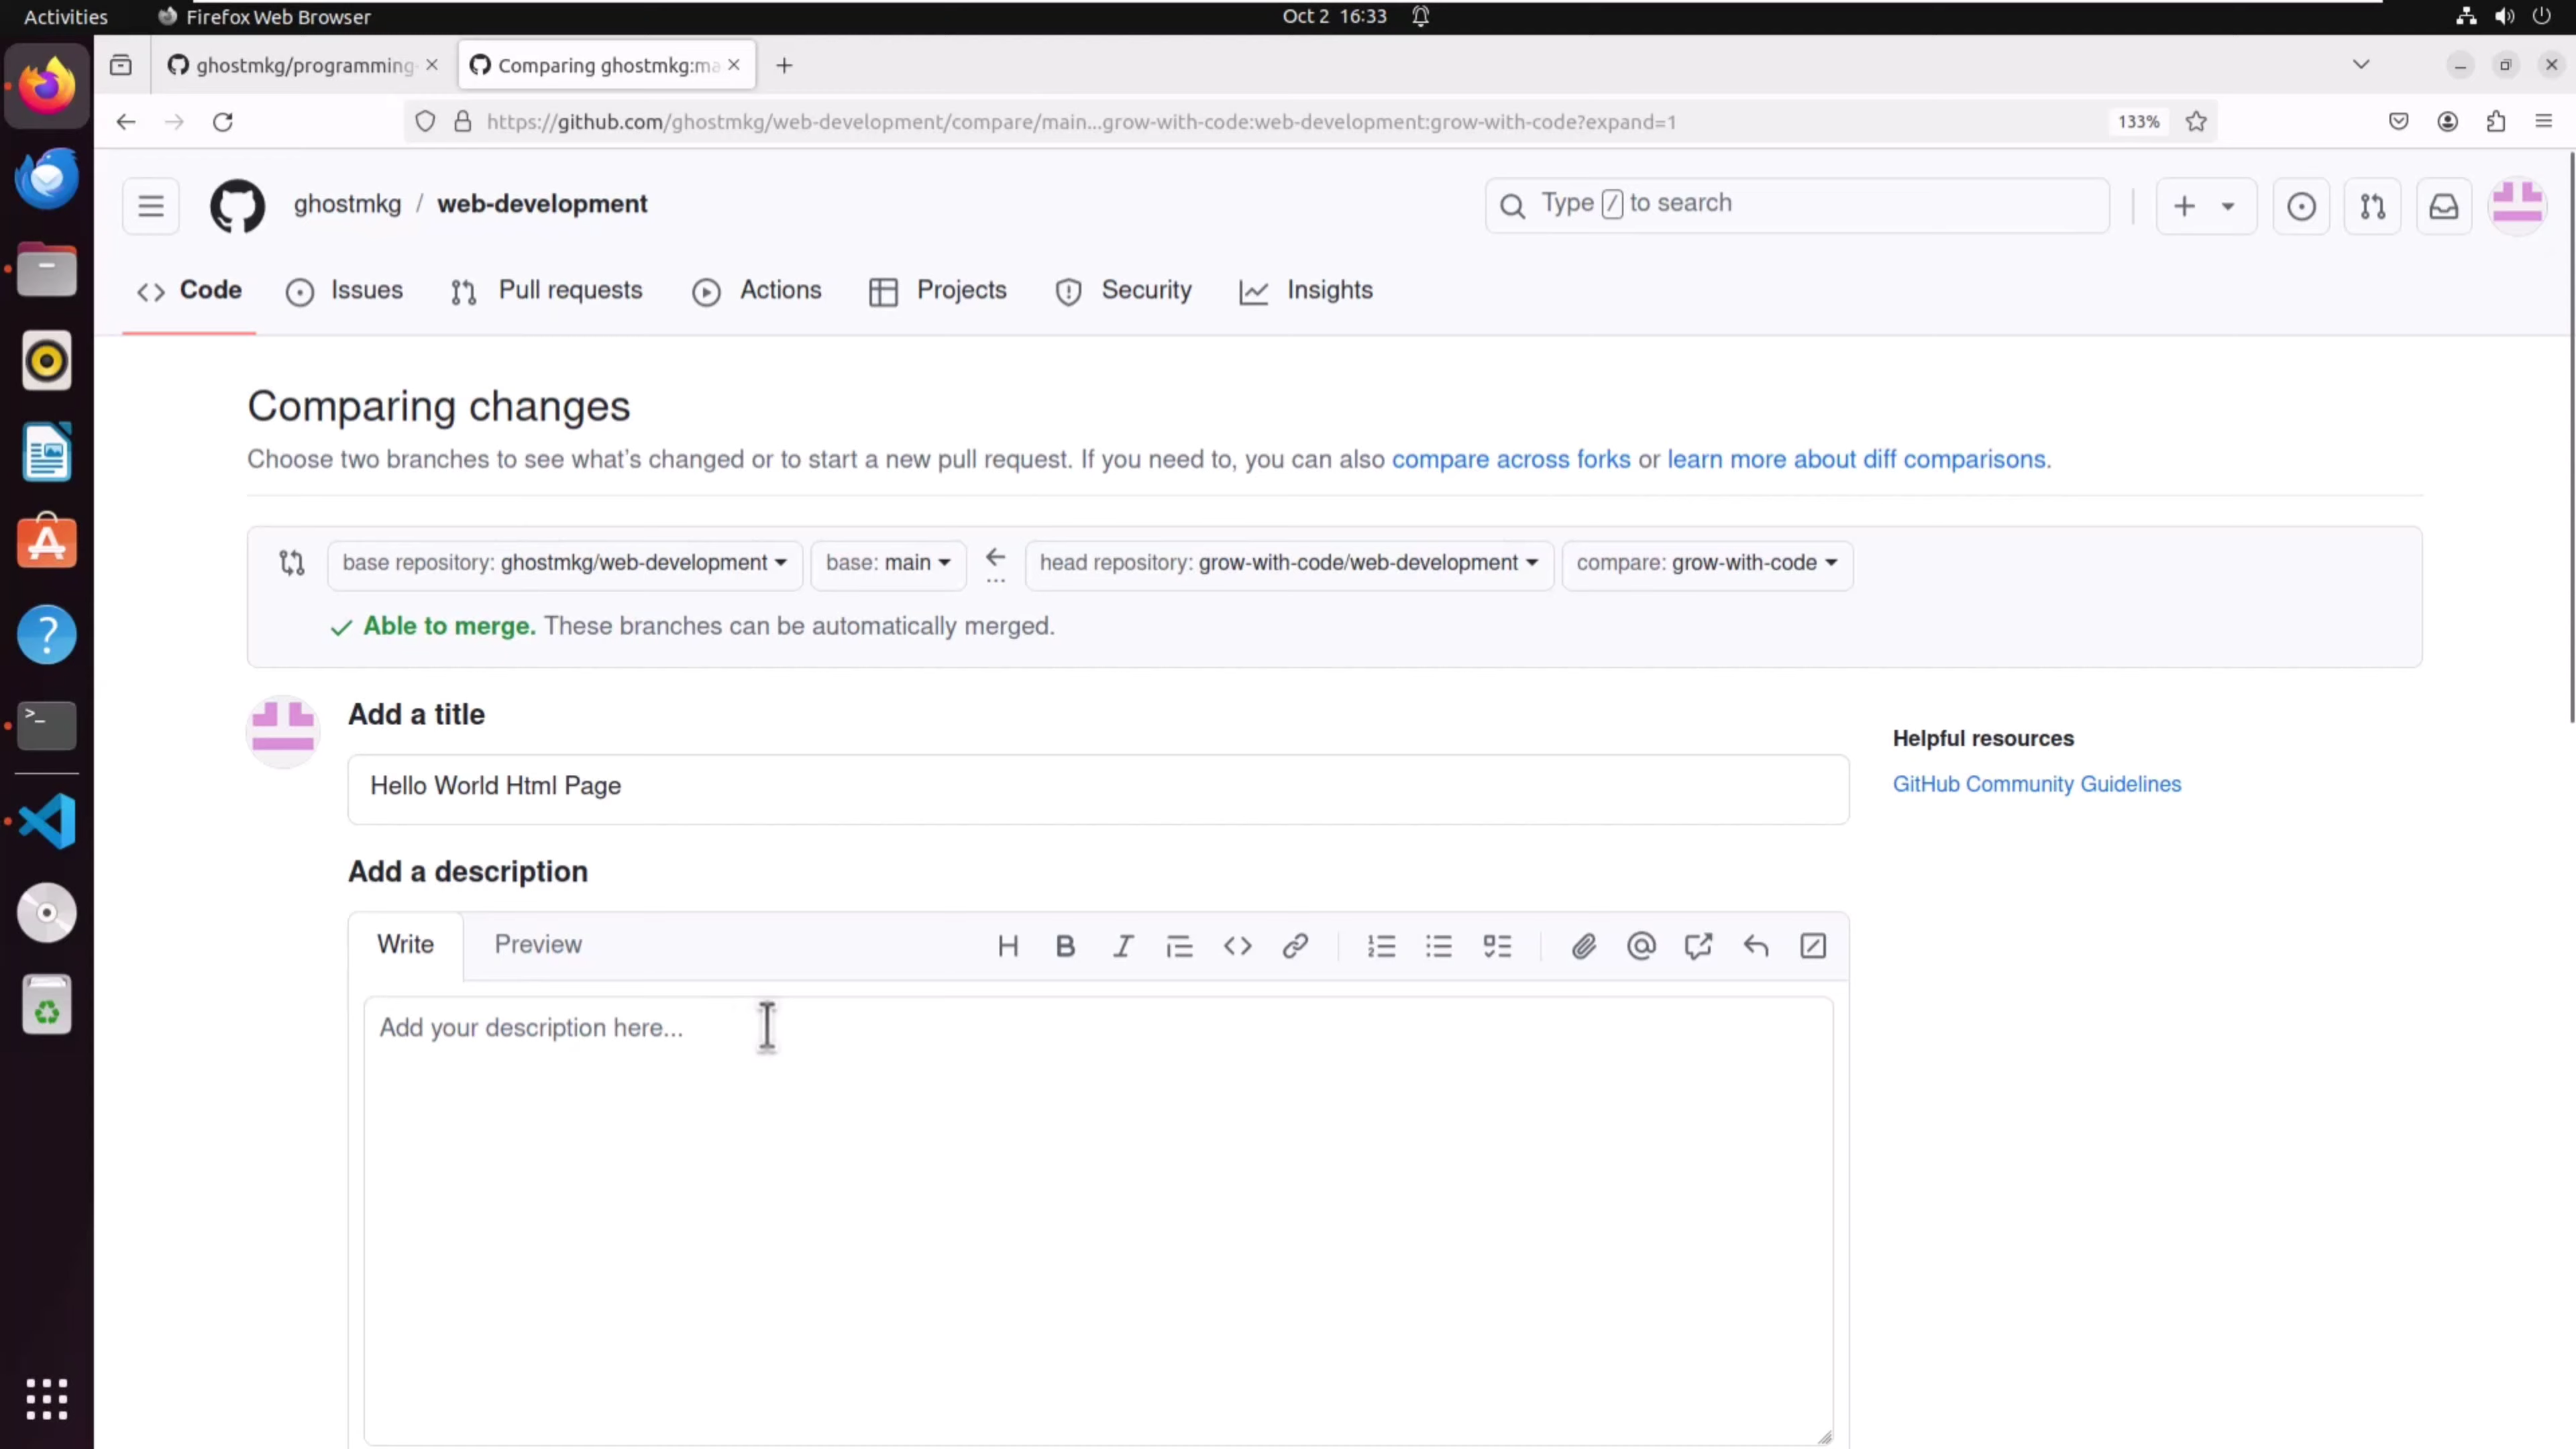 Activities Firefox Web Browser Oct 2 16:33
ghostmkg/programming- Comparing ghostmkg:ma
https://github.com/ghostmkg/web-development/compare/main...grow-with-code:web-development:grow-with-code?expand=1 133%
ghostmkg / web-development Type / to search
Code Issues Pull requests Actions Projects Security Insights
Comparing changes
Choose two branches to see what's changed or to start a new pull request. If you need to, you can also compare across forks or learn more about diff comparisons.
base repository: ghostmkg/web-development base: main ... head repository: grow-with-code/web-development compare: grow-with-code
Able to merge. These branches can be automatically merged.
Add a title
Hello World Html Page
Helpful resources
GitHub Community Guidelines
Add a description
Write Preview
Add your description here...